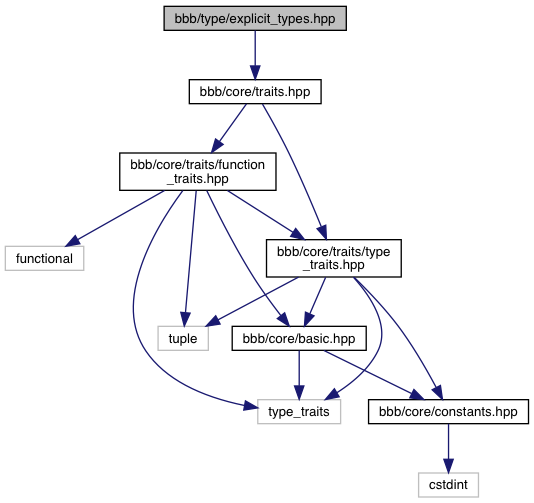 bbb/type/explicit_types.hpp
bbb/core/traits.hpp
bbb/core/traits/function
_traits.hpp
functional
bbb/core/traits/type
_traits.hpp
tuple
bbb/core/basic.hpp
type_traits
bbb/core/constants.hpp
cstdint